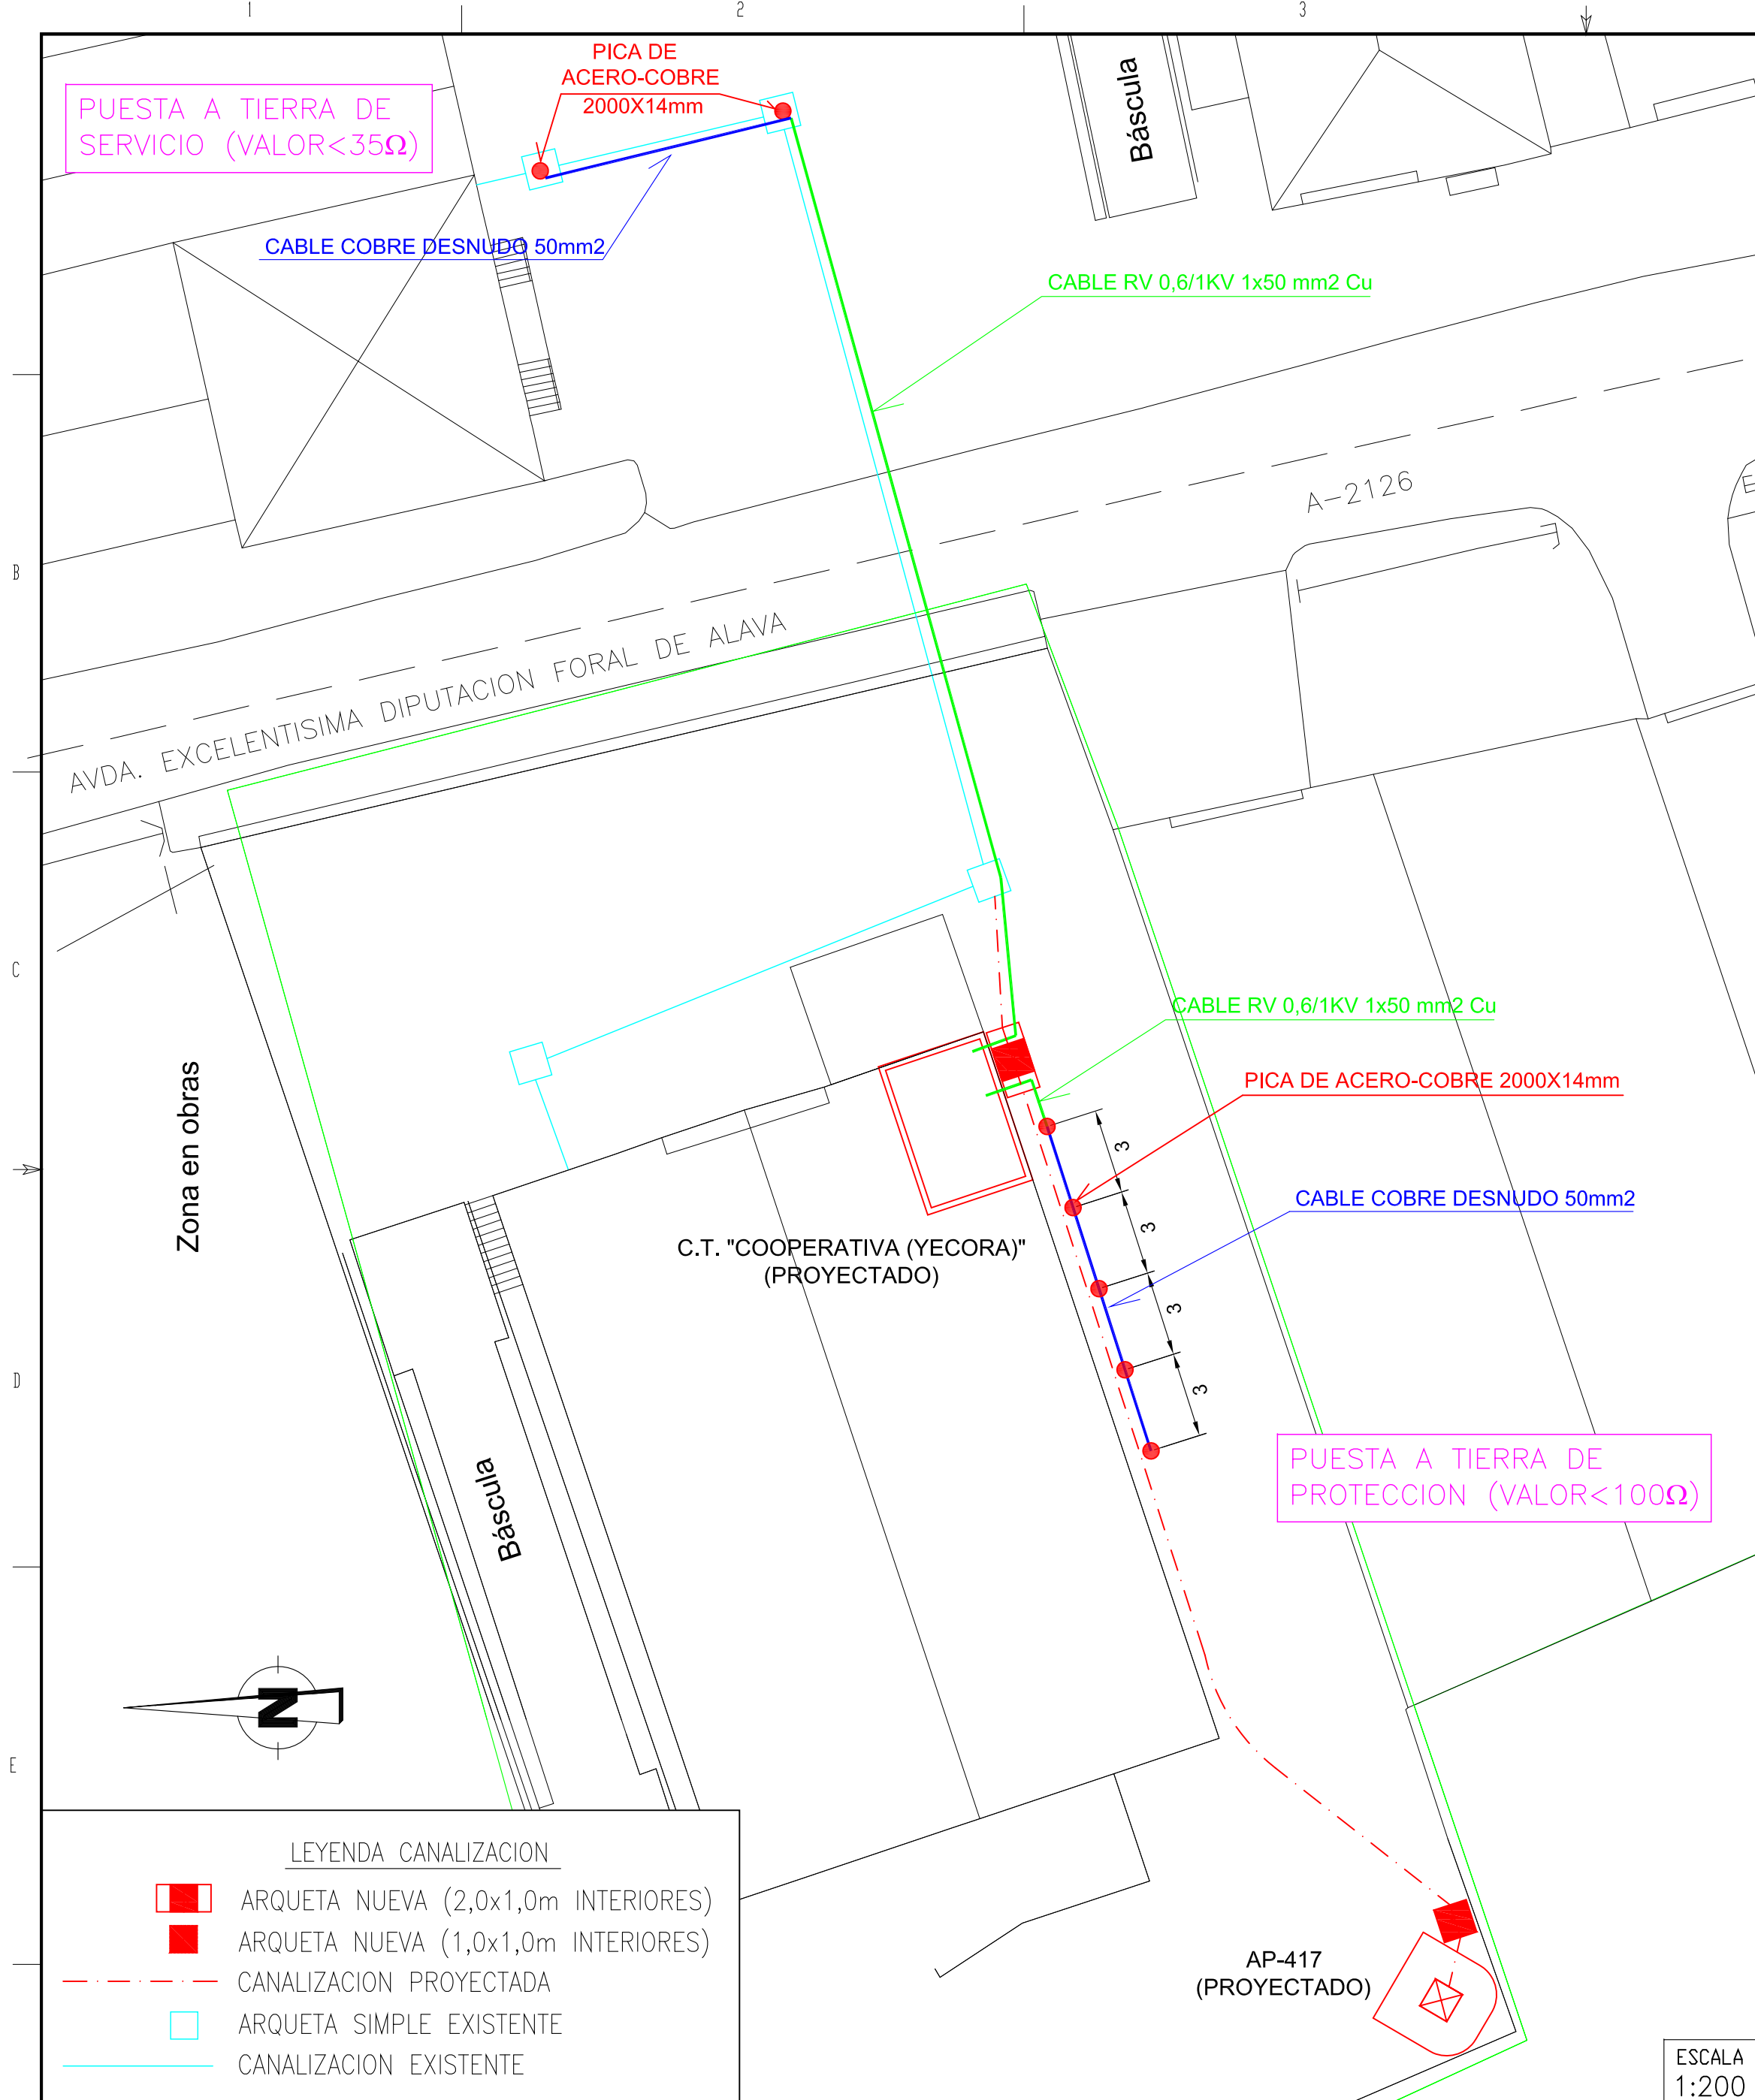 1
2
3
PICA DE
ACERO-COBRE
2000X14mm
PUESTA A TIERRA DE
SERVICIO (VALOR<35Ω)
Báscula
CABLE COBRE DESNUDO 50mm2
CABLE RV 0,6/1KV 1x50 mm2 Cu
A-2126
E
B
AVDA. EXCELENTISIMA DIPUTACION FORAL DE ALAVA
C
CABLE RV 0,6/1KV 1x50 mm2 Cu
PICA DE ACERO-COBRE 2000X14mm
Zona en obras
3
CABLE COBRE DESNUDO 50mm2
3
C.T. "COOPERATIVA (YECORA)"
(PROYECTADO)
3
3
D
PUESTA A TIERRA DE
PROTECCION (VALOR<100Ω)
Báscula
N
E
LEYENDA CANALIZACION
ARQUETA NUEVA (2,0x1,0m INTERIORES)
ARQUETA NUEVA (1,0x1,0m INTERIORES)
CANALIZACION PROYECTADA
ARQUETA SIMPLE EXISTENTE
CANALIZACION EXISTENTE
AP-417
(PROYECTADO)
ESCALA
1:200